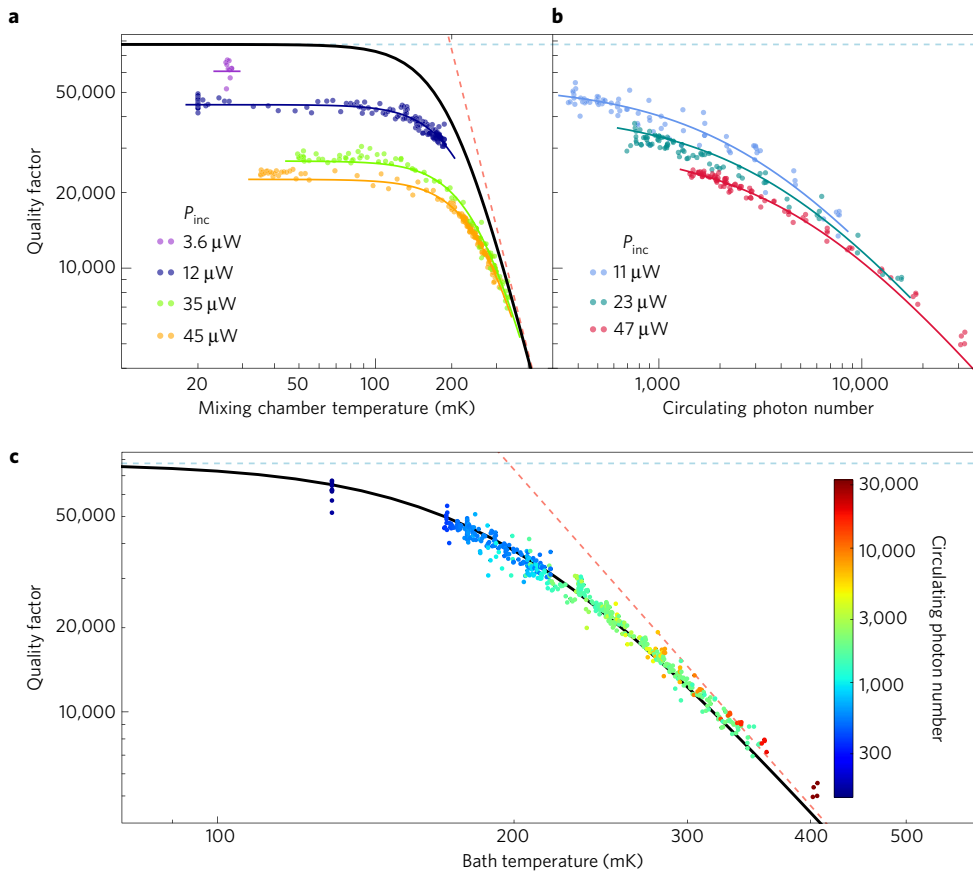 a
50,000
20,000
10,000
Quality factor
P_inc
3.6 µW
12 µW
35 µW
45 µW
20
50
100
200
Mixing chamber temperature (mK)
b
P_inc
11 µW
23 µW
47 µW
1,000
10,000
Circulating photon number
c
50,000
20,000
10,000
Quality factor
100
200
300
400
500
Bath temperature (mK)
30,000
10,000
3,000
1,000
300
Circulating photon number